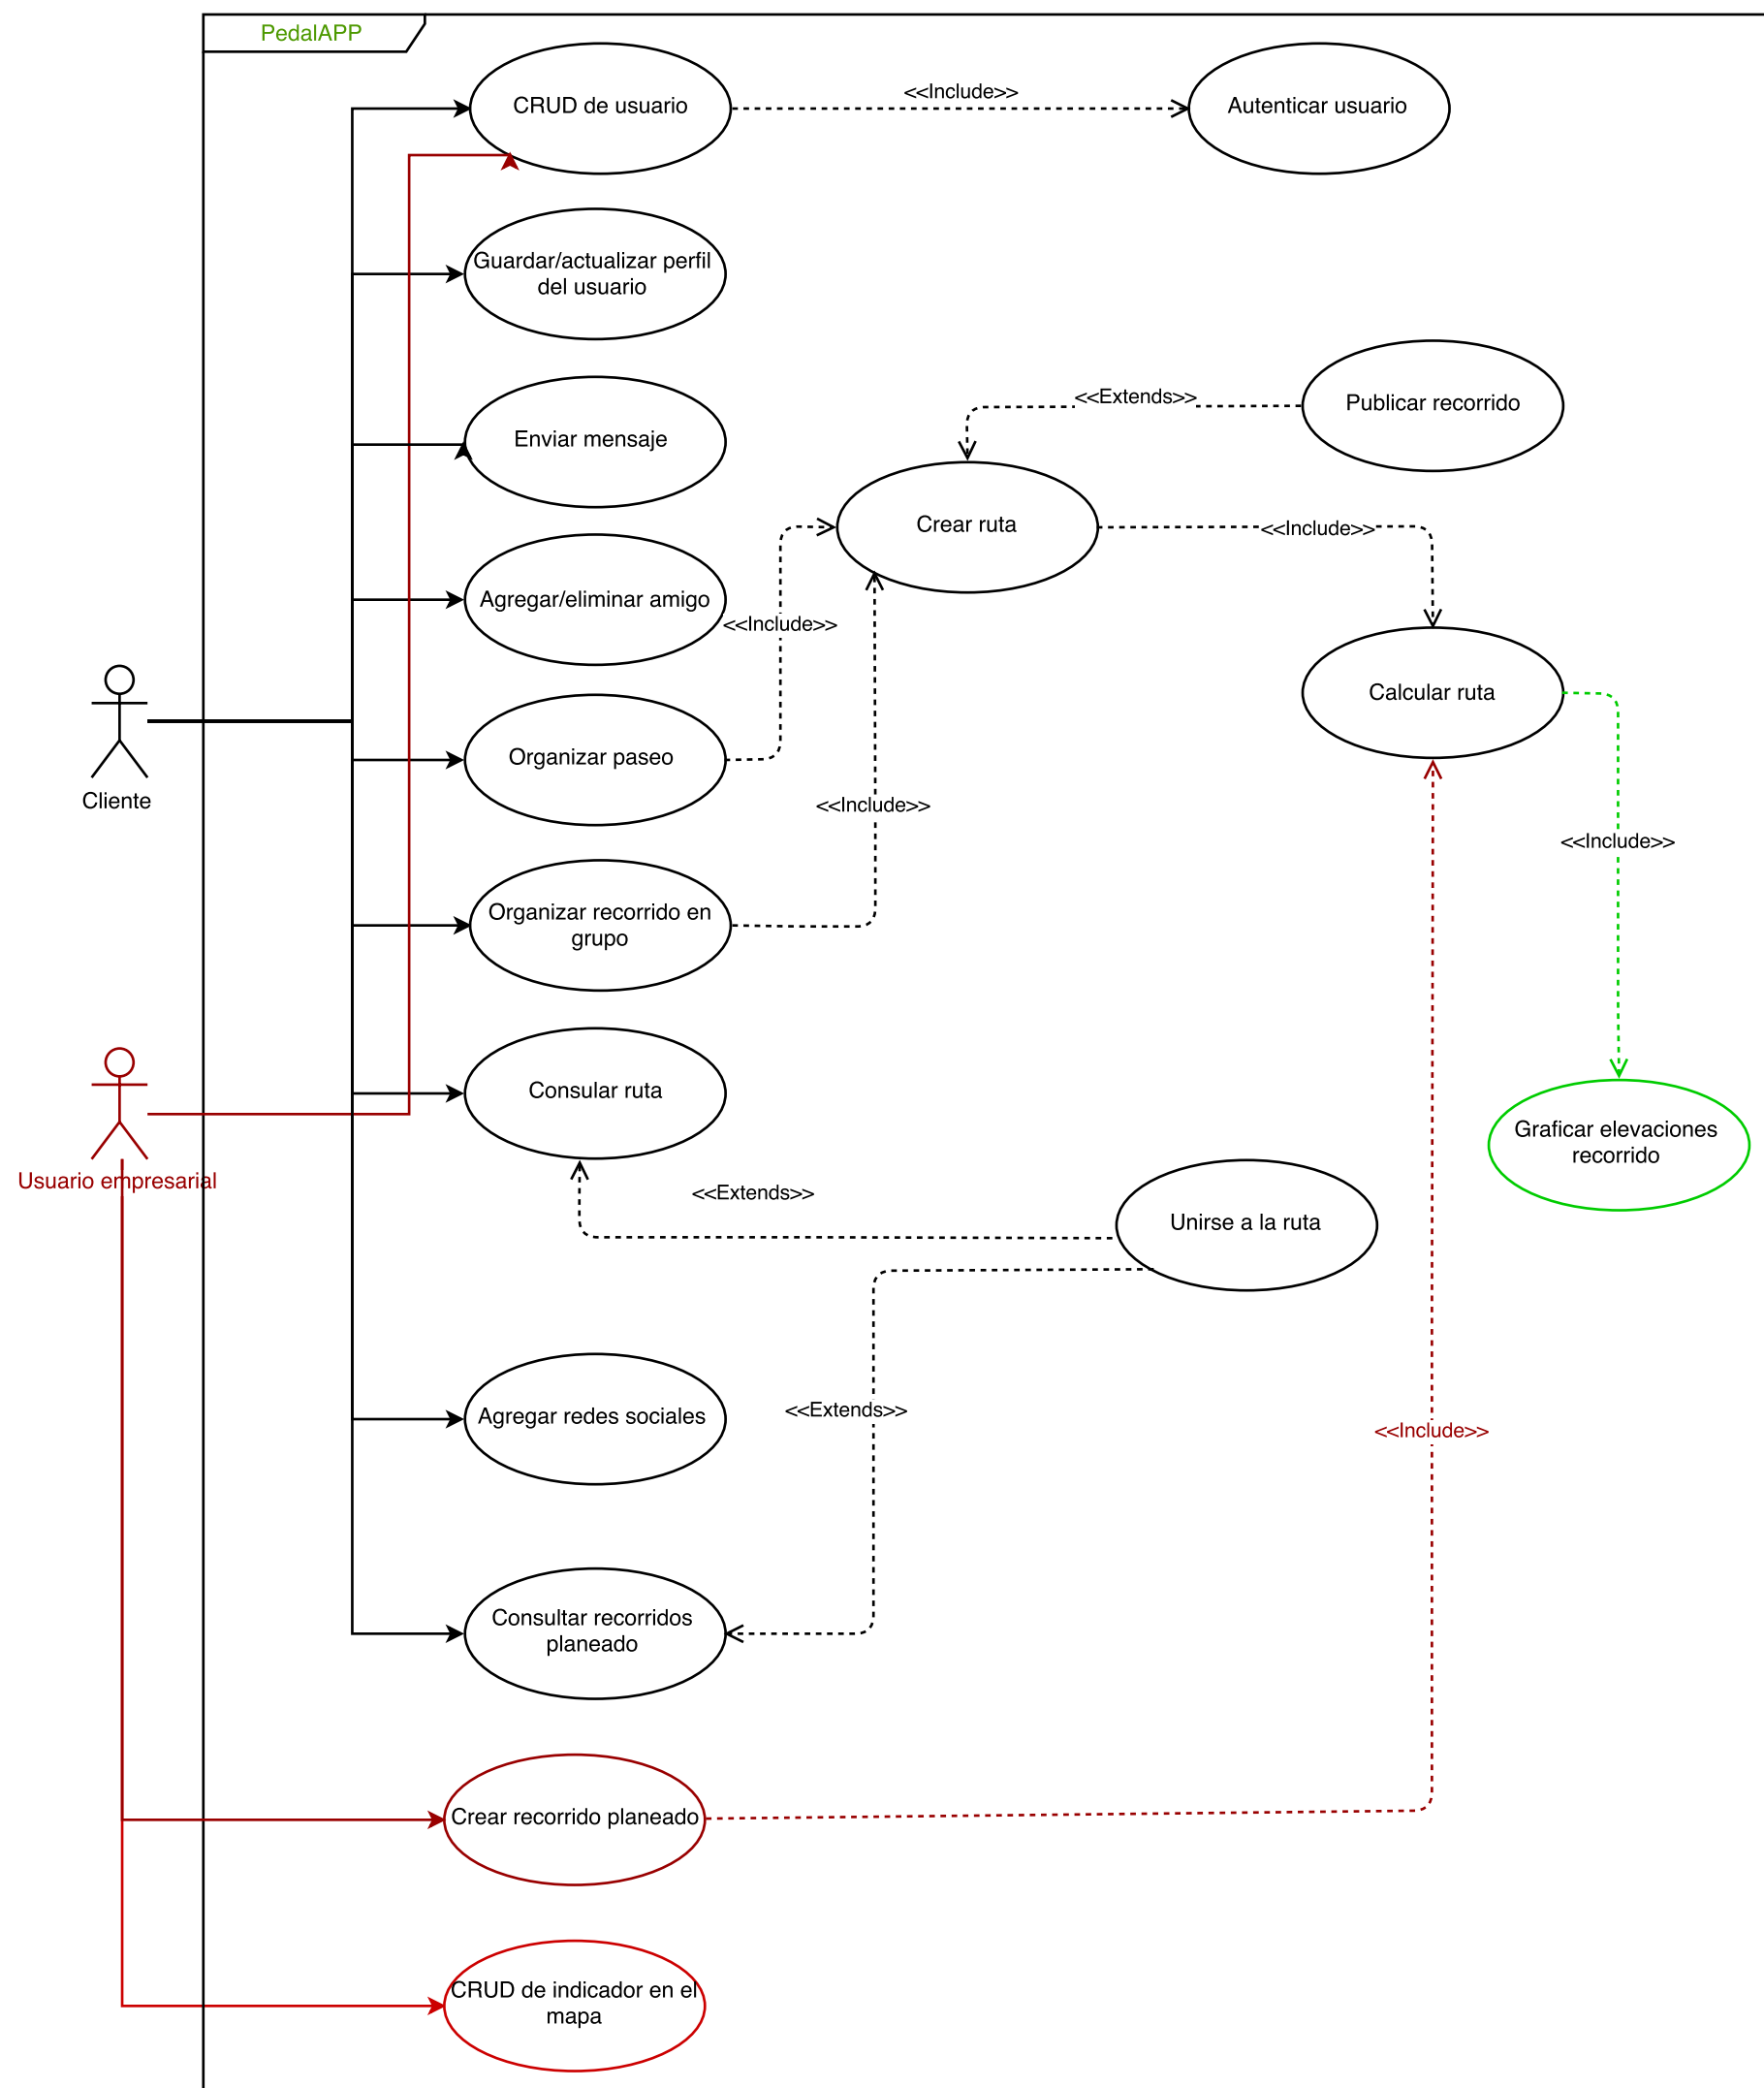 PedalAPP
CRUD de usuario
<<Include>>
Autenticar usuario
Guardar/actualizar perfil
del usuario
Enviar mensaje
<<Extends>>
Publicar recorrido
Crear ruta
<<Include>>
Agregar/eliminar amigo
<<Include>>
Calcular ruta
Organizar paseo
Cliente
<<Include>>
<<Include>>
Organizar recorrido en
grupo
Consular ruta
Graficar elevaciones
recorrido
Usuario empresarial
<<Extends>>
Unirse a la ruta
Agregar redes sociales
<<Extends>>
<<Include>>
Consultar recorridos
planeado
Crear recorrido planeado
CRUD de indicador en el
mapa